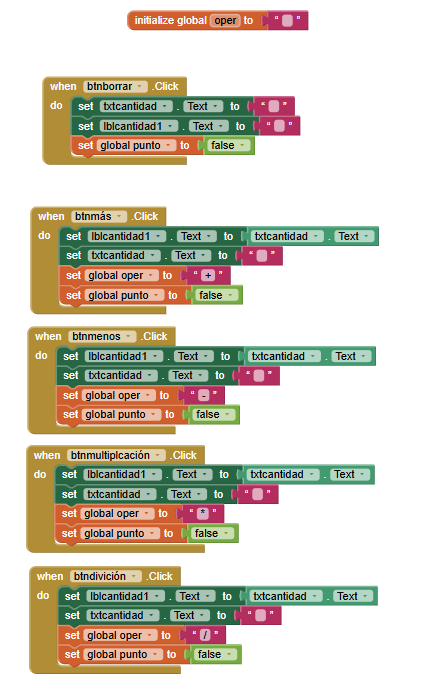 initialize global oper to " "
when btnborrar .Click
do set txtcantidad . Text to " "
set lblcantidad1 . Text to " "
set global punto to false
when btnmás .Click
do set lblcantidad1 . Text to txtcantidad . Text
set txtcantidad . Text to " "
set global oper to " + "
set global punto to false
when btnmenos .Click
do set lblcantidad1 . Text to txtcantidad . Text
set txtcantidad . Text to " "
set global oper to " - "
set global punto to false
when btnmultiplcación .Click
do set lblcantidad1 . Text to txtcantidad . Text
set txtcantidad . Text to " "
set global oper to " * "
set global punto to false
when btndivición .Click
do set lblcantidad1 . Text to txtcantidad . Text
set txtcantidad . Text to " "
set global oper to " / "
set global punto to false